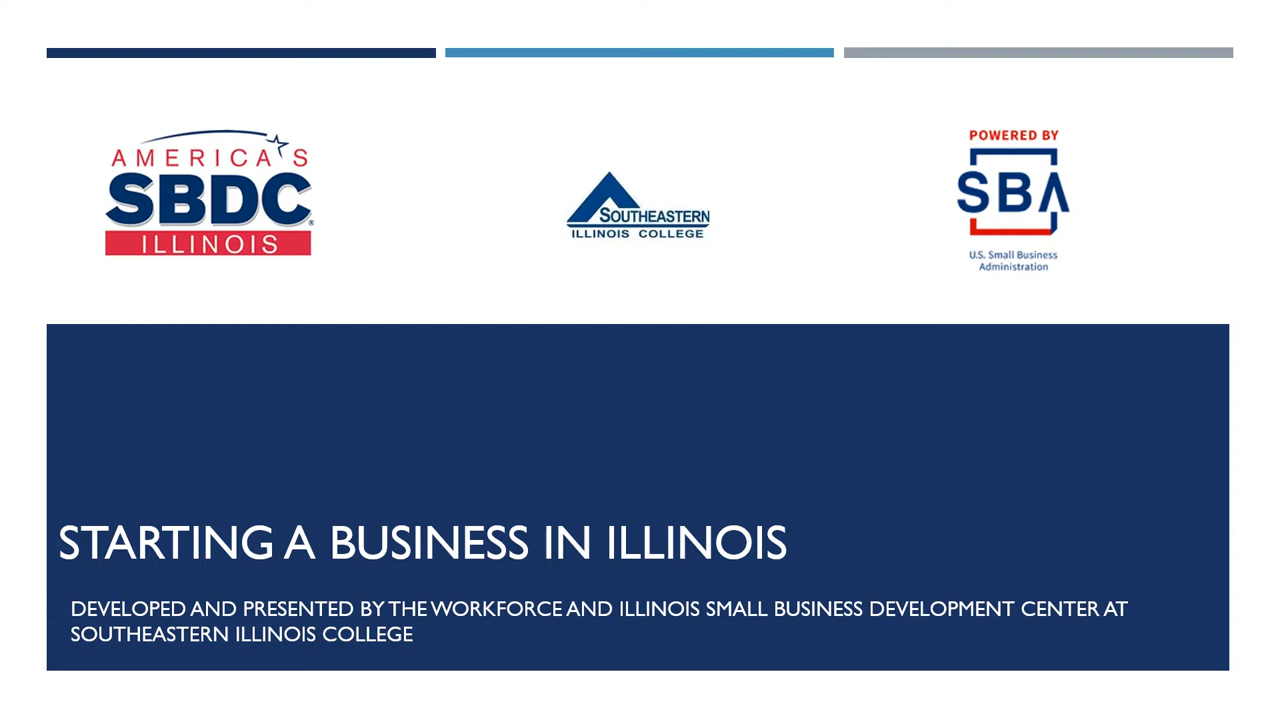 AMERICA'S
SBDC
ILLINOIS
SOUTHEASTERN
ILLINOIS COLLEGE
POWERED BY
SBA
U.S. Small Business
Administration
STARTING A BUSINESS IN ILLINOIS
DEVELOPED AND PRESENTED BY THE WORKFORCE AND ILLINOIS SMALL BUSINESS DEVELOPMENT CENTER AT
SOUTHEASTERN ILLINOIS COLLEGE